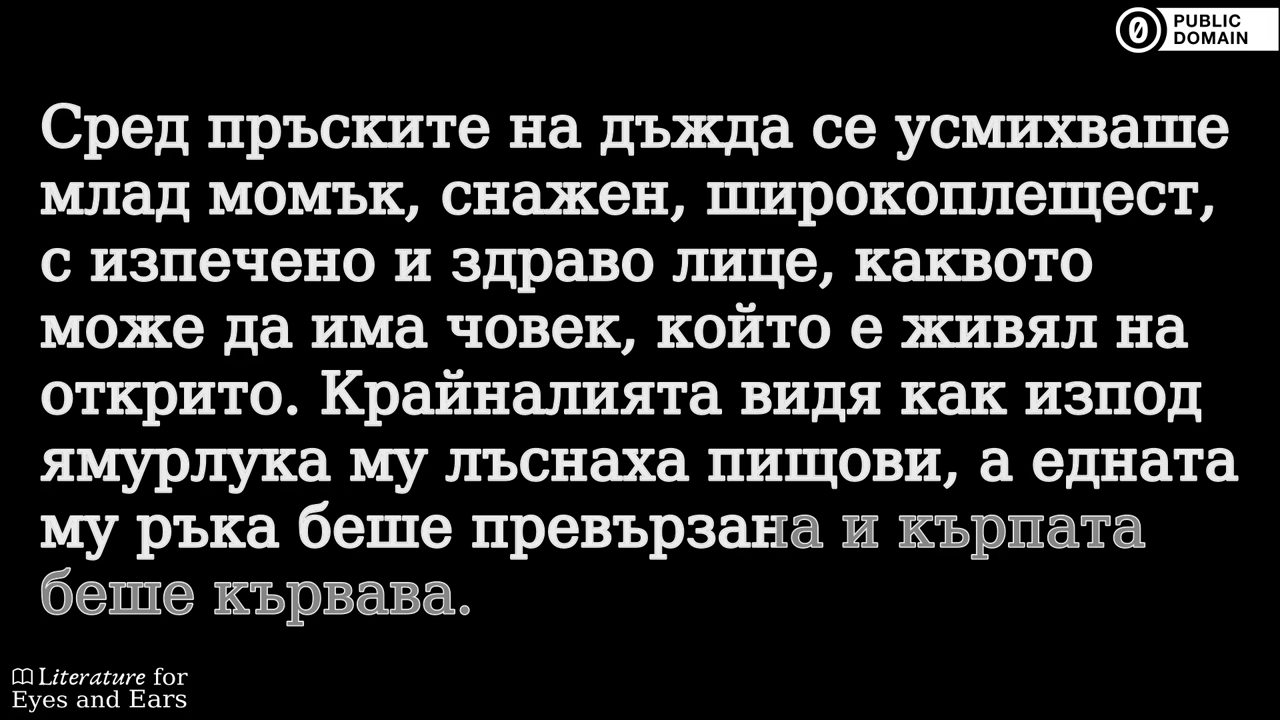 PUBLIC
DOMAIN
Сред пръските на дъжда се усмихваше
млад момък, снажен, широкоплещест,
с изпечено и здраво лице, каквото
може да има човек, който е живял на
открито. Крайналията видя как изпод
ямурлука му лъснаха пищови, а едната
му ръка беше превързана и кърпата
беше кървава.
Literature for
Eyes and Ears